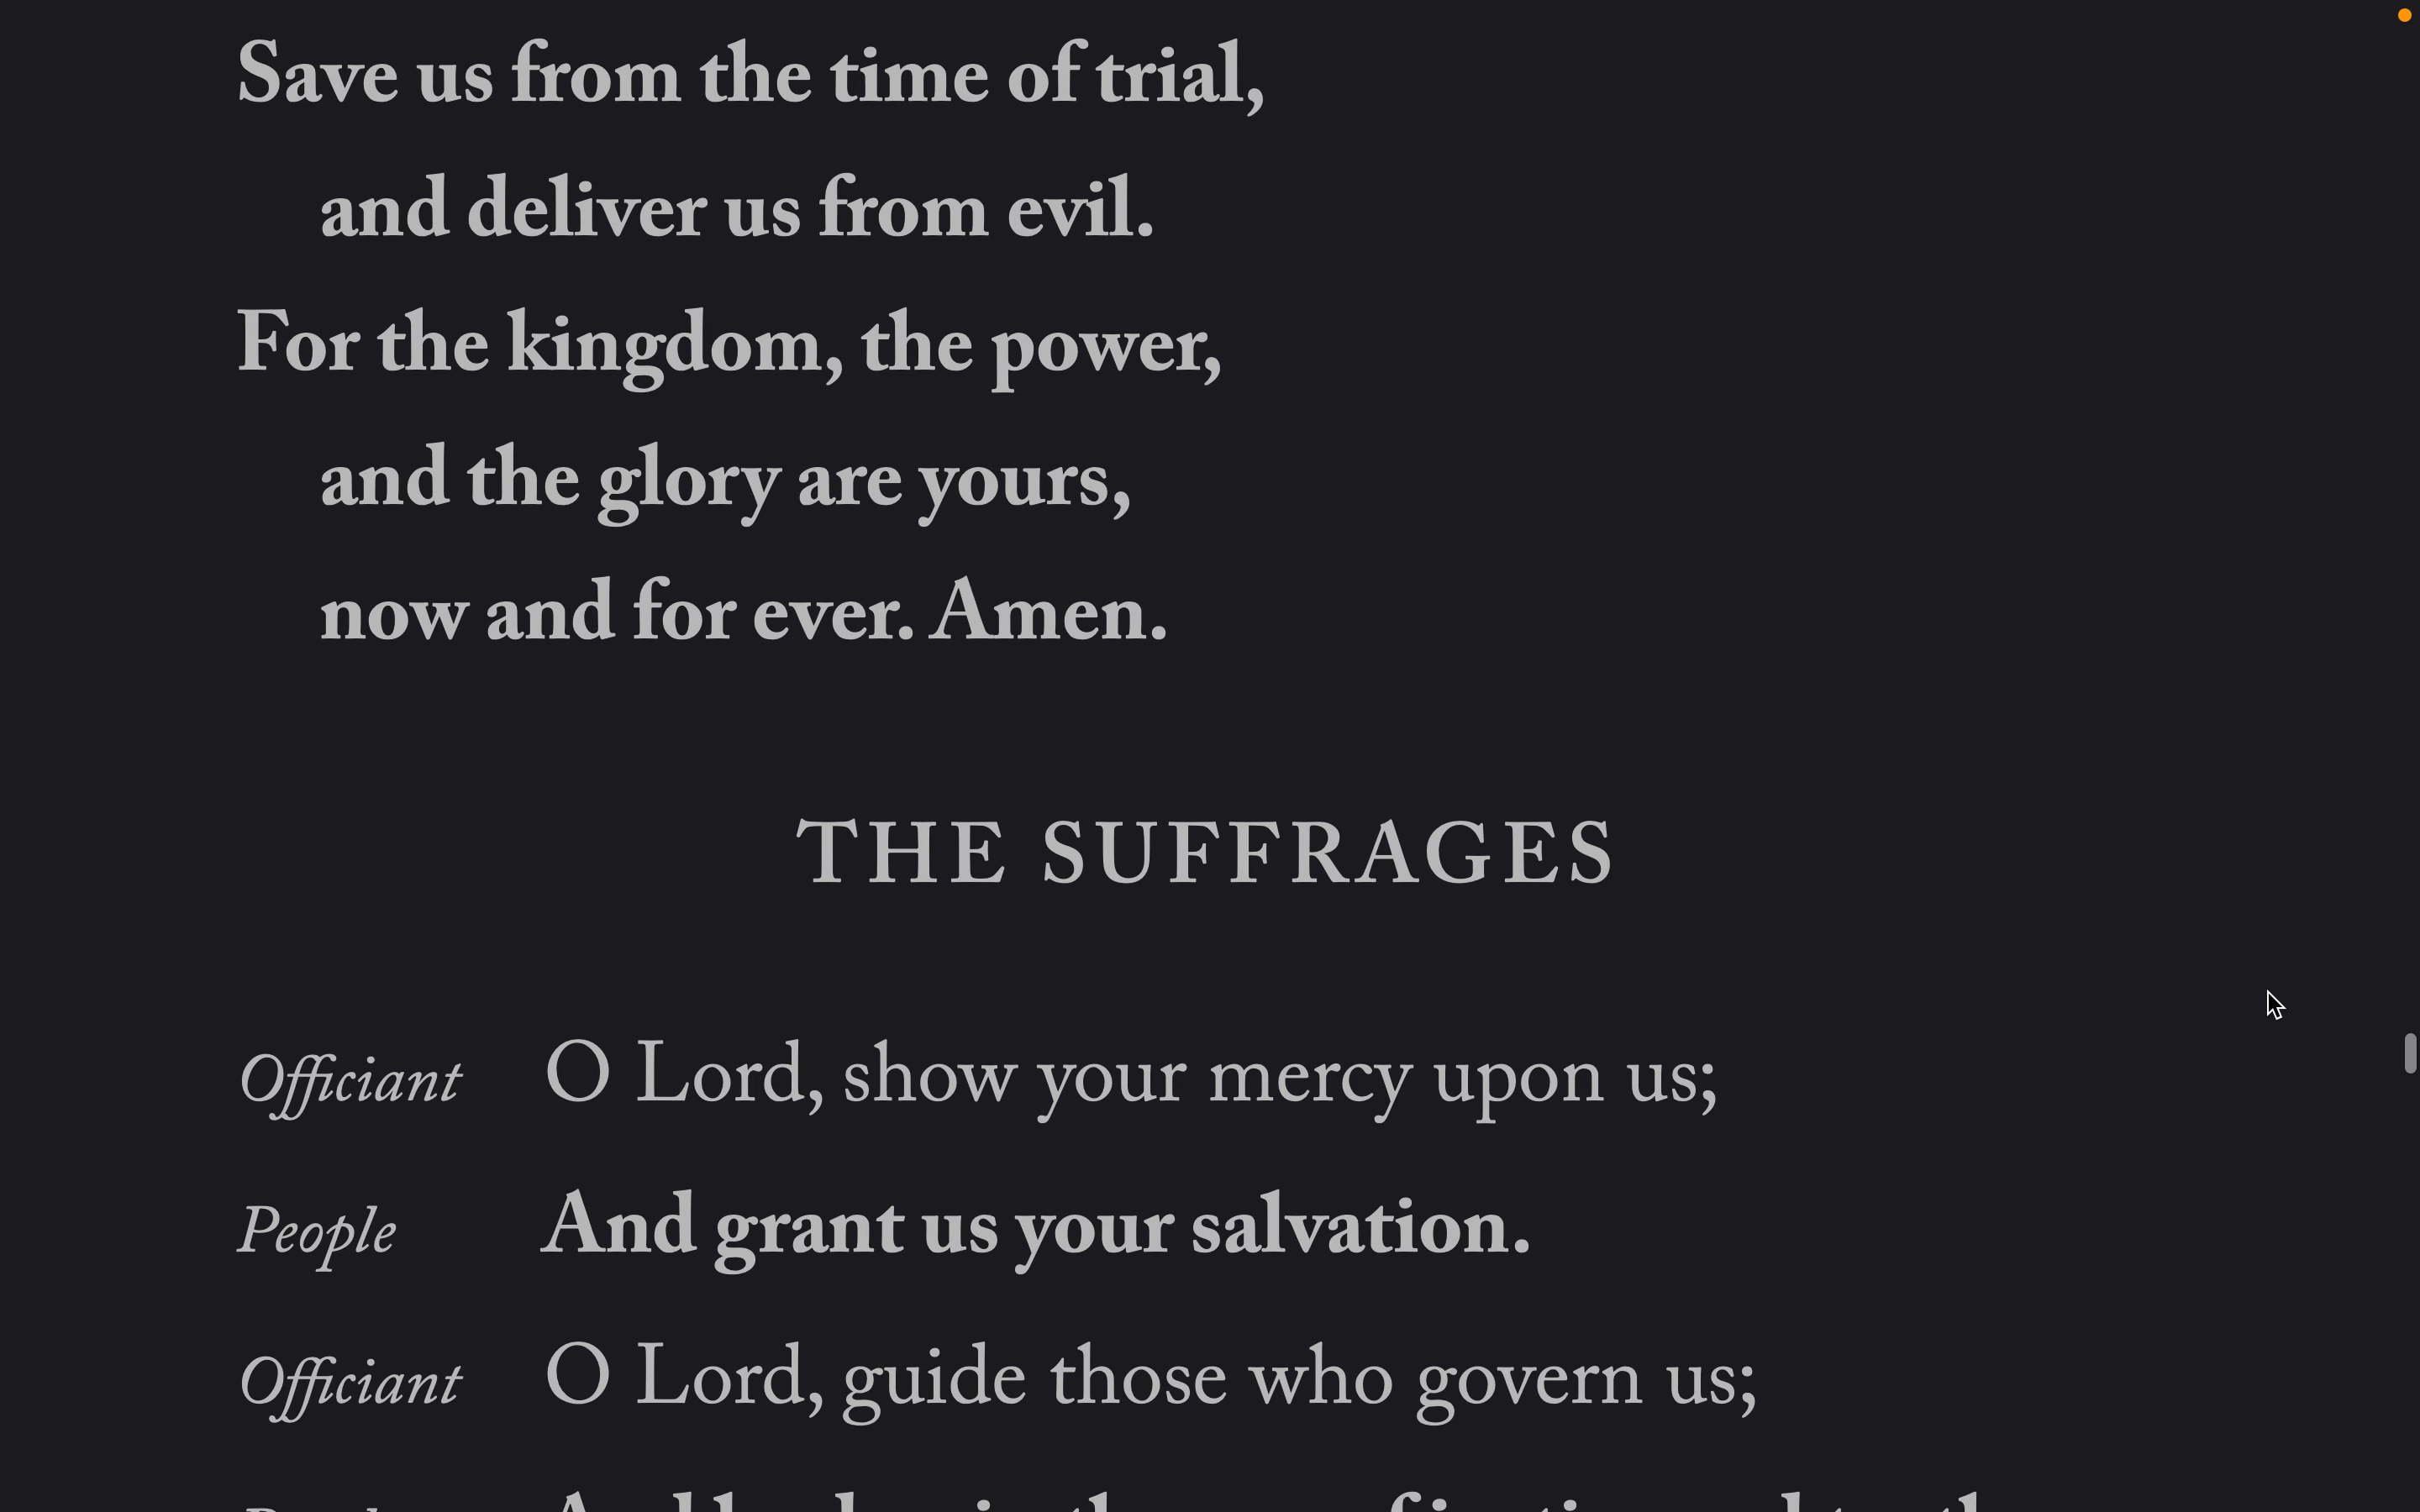 Save us from the time of trial,
and deliver us from evil.
For the kingdom, the power,
and the glory are yours,
now and for ever. Amen.
THE SUFFRAGES
Officiant O Lord, show your mercy upon us;
People And grant us your salvation.
Officiant O Lord, guide those who govern us;